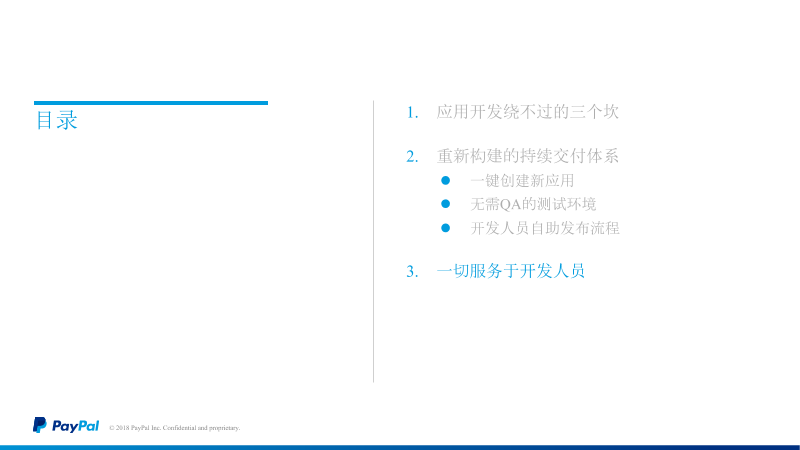 目录
1. 应用开发绕不过的三个坎
2. 重新构建的持续交付体系
● 一键创建新应用
● 无需QA的测试环境
● 开发人员自助发布流程
3. 一切服务于开发人员
PayPal © 2018 PayPal Inc. Confidential and proprietary.